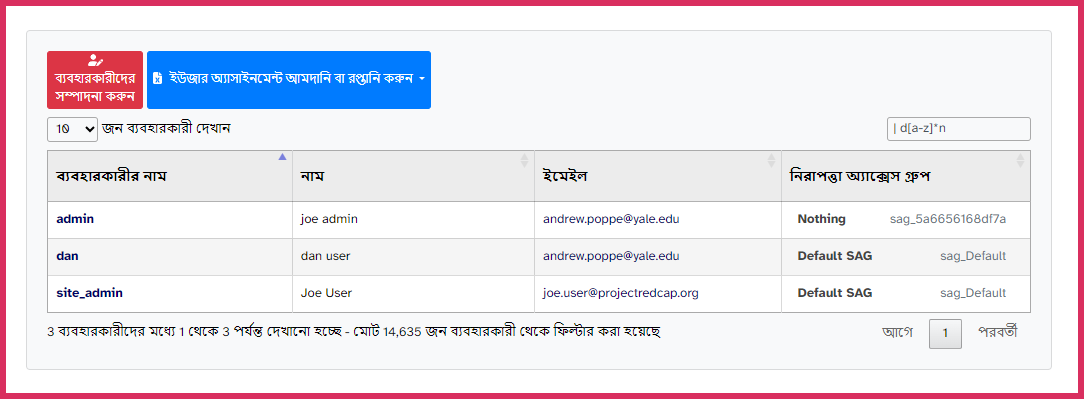 ব্যবহারকারীদের
সম্পাদনা করুন
ইউজার অ্যাসাইনমেন্ট আমদানি বা রপ্তানি করুন
10 জন ব্যবহারকারী দেখান
| d[a-z]*n
ব্যবহারকারীর নাম নাম ইমেইল নিরাপত্তা অ্যাক্সেস গ্রুপ
admin joe admin andrew.poppe@yale.edu Nothing sag_5a6656168df7a
dan dan user andrew.poppe@yale.edu Default SAG sag_Default
site_admin Joe User joe.user@projectredcap.org Default SAG sag_Default
3 ব্যবহারকারীদের মধ্যে 1 থেকে 3 পর্যন্ত দেখানো হচ্ছে - মোট 14,635 জন ব্যবহারকারী থেকে ফিল্টার করা হয়েছে
আগে 1 পরবর্তী